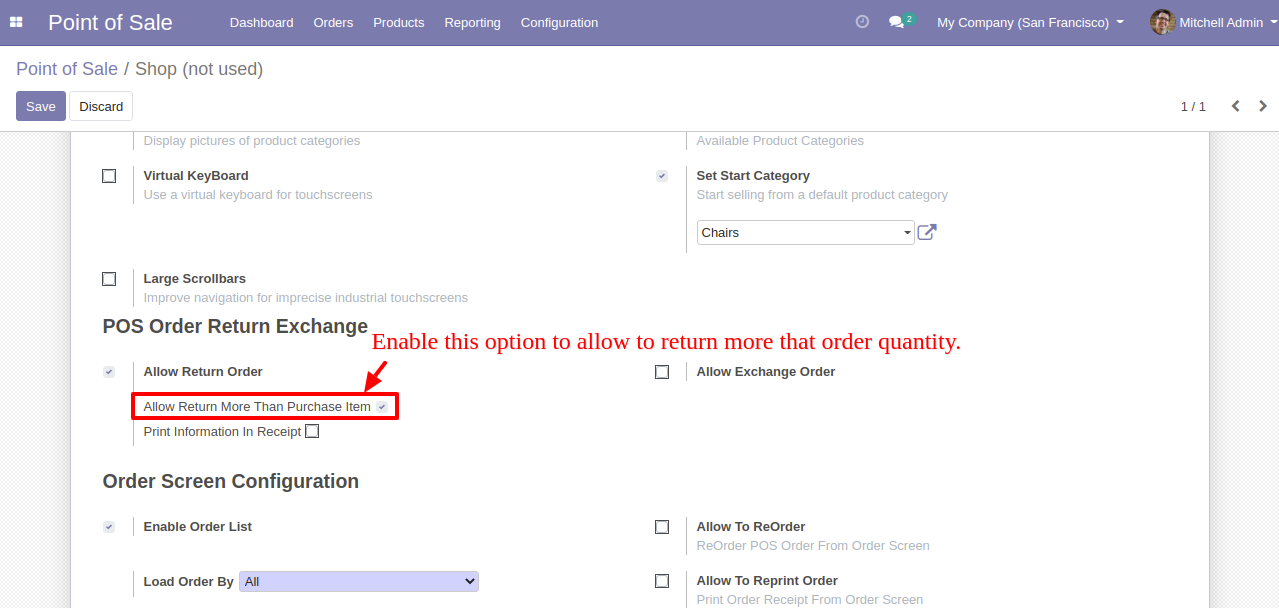 Point of Sale Dashboard Orders Products Reporting Configuration 2 My Company (San Francisco) Mitchell Admin
Point of Sale / Shop (not used)
Save Discard 1 / 1
Display pictures of product categories Available Product Categories
Virtual KeyBoard Set Start Category
Use a virtual keyboard for touchscreens Start selling from a default product category
Chairs
Large Scrollbars
Improve navigation for imprecise industrial touchscreens
POS Order Return Exchange
Enable this option to allow to return more that order quantity.
Allow Return Order Allow Exchange Order
Allow Return More Than Purchase Item
Print Information In Receipt
Order Screen Configuration
Enable Order List Allow To ReOrder
ReOrder POS Order From Order Screen
Load Order By All Allow To Reprint Order
Print Order Receipt From Order Screen